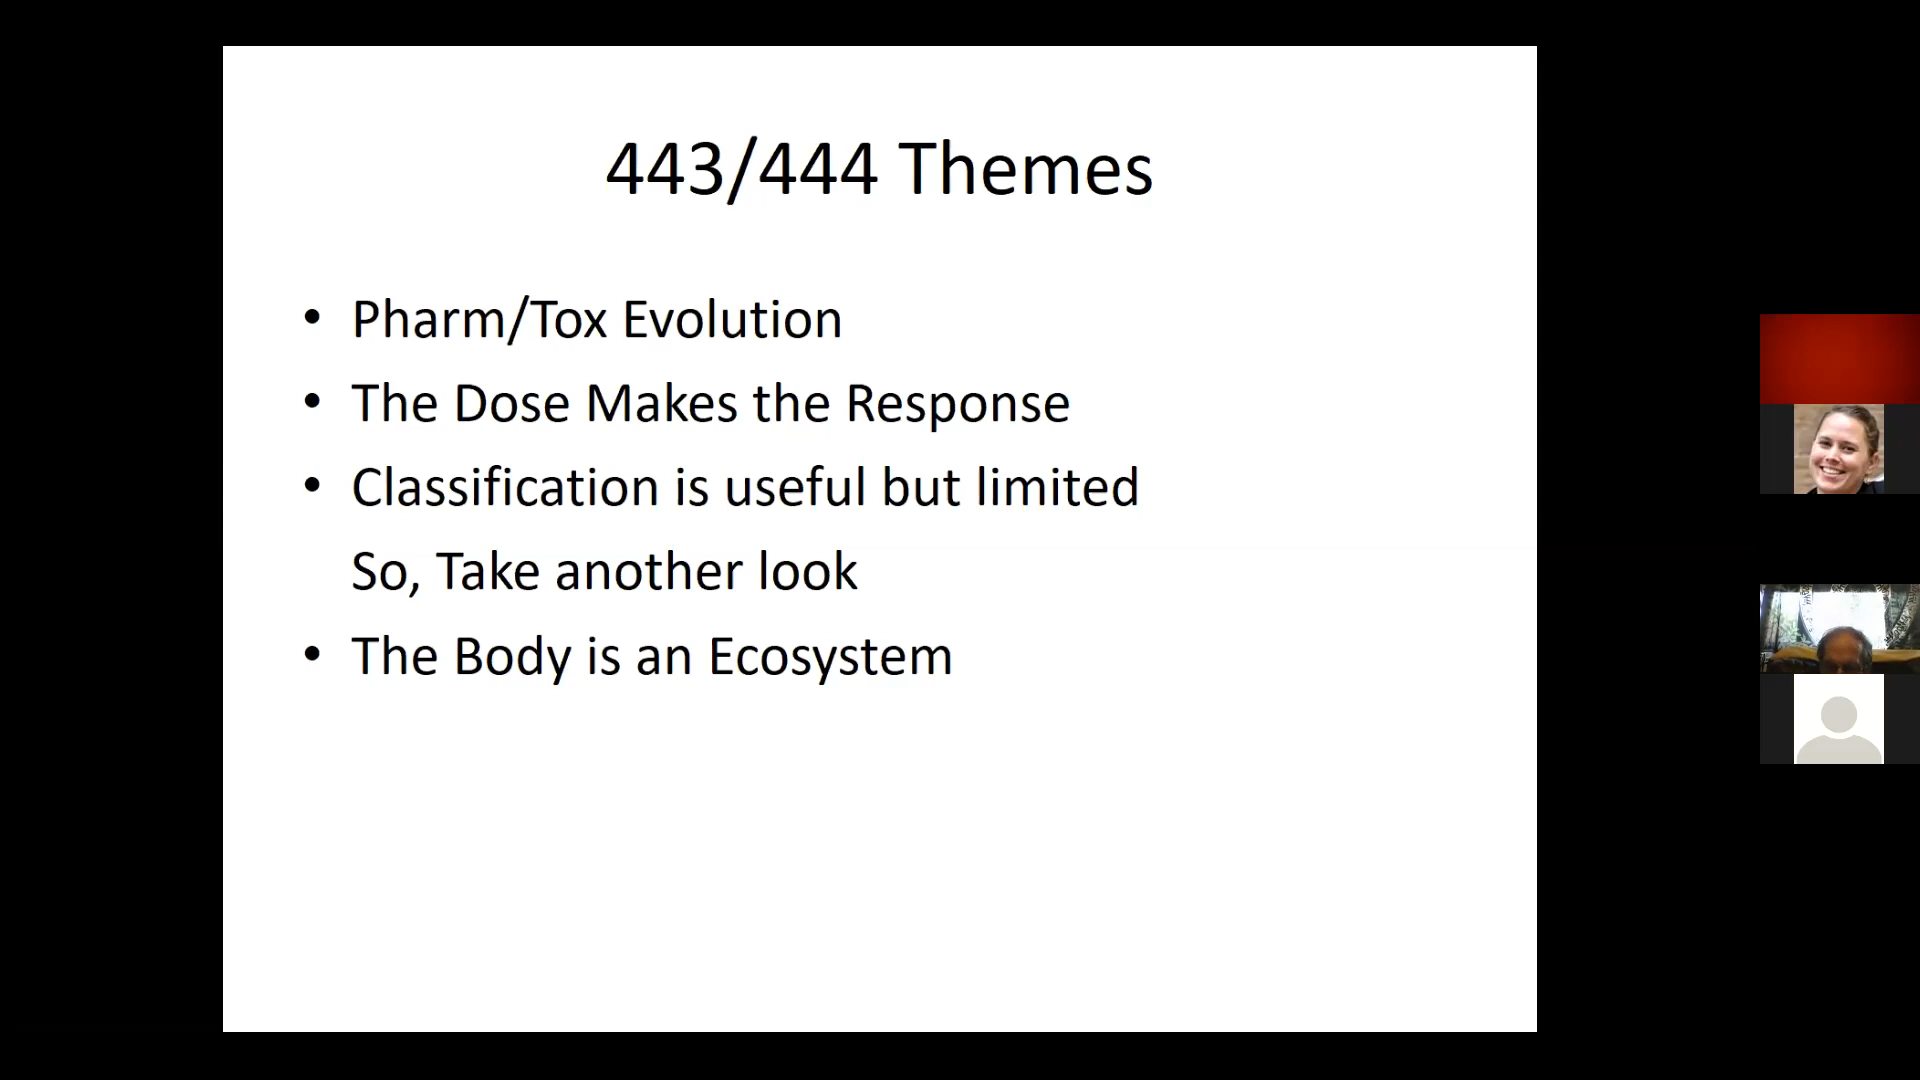 443/444 Themes
• Pharm/Tox Evolution
• The Dose Makes the Response
• Classification is useful but limited
So, Take another look
• The Body is an Ecosystem